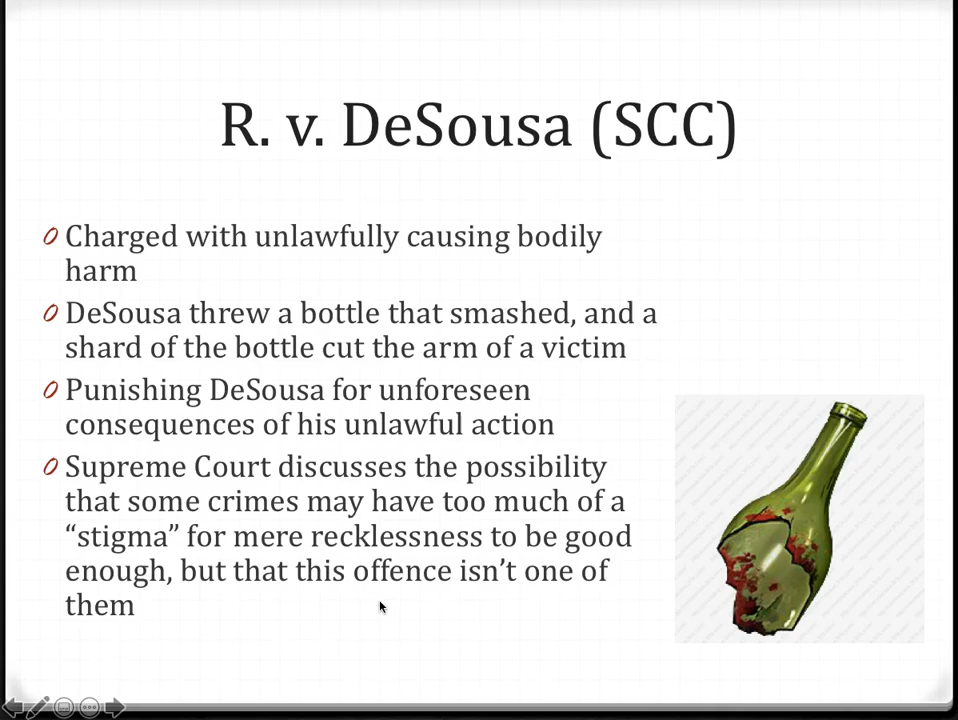 R. v. DeSousa (SCC)
Charged with unlawfully causing bodily
harm
DeSousa threw a bottle that smashed, and a
shard of the bottle cut the arm of a victim
Punishing DeSousa for unforeseen
consequences of his unlawful action
Supreme Court discusses the possibility
that some crimes may have too much of a
“stigma” for mere recklessness to be good
enough, but that this offence isn’t one of
them